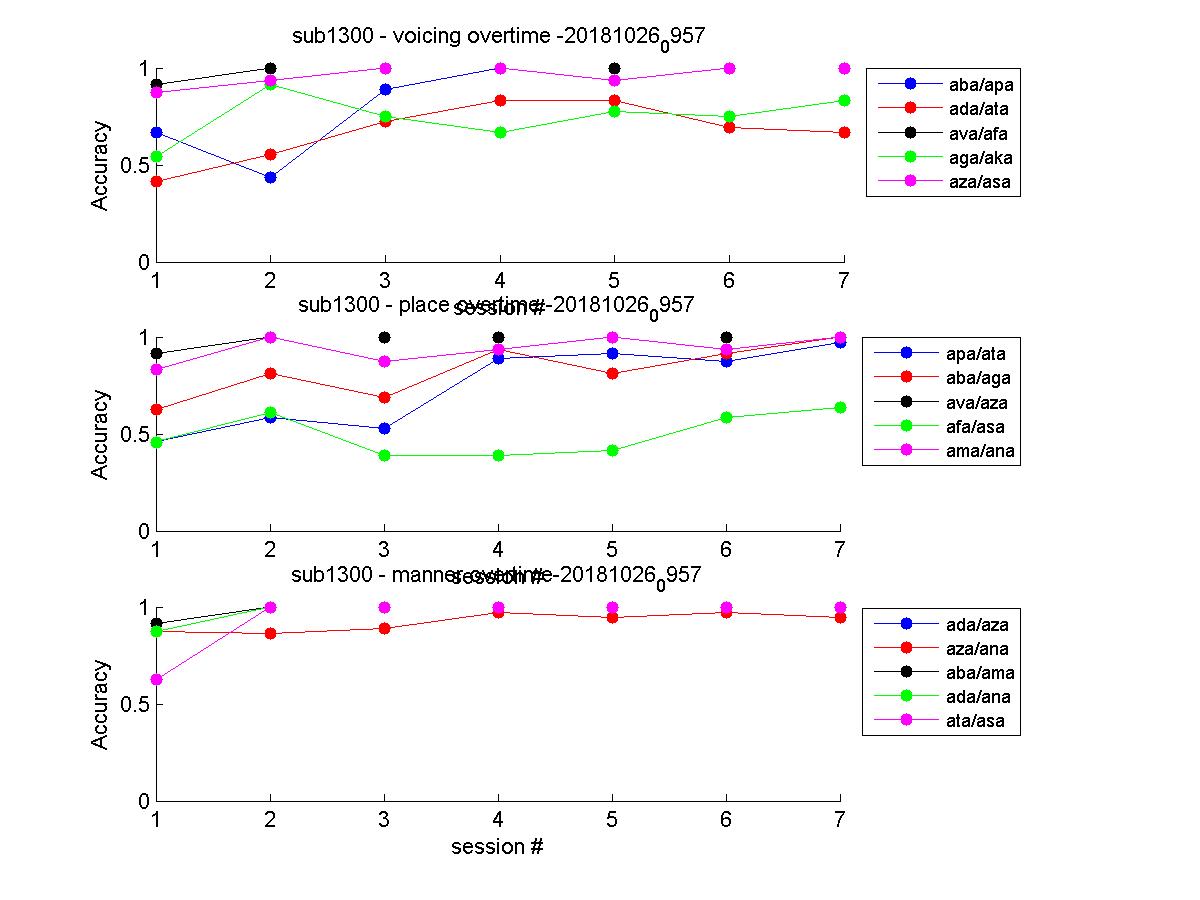 sub1300 - voicing overtime -20181026_0957
1
0.5
0
Accuracy
1 2 3 4 5 6 7
session #
aba/apa
ada/ata
ava/afa
aga/aka
aza/asa
sub1300 - place overtime -20181026_0957
1
0.5
0
Accuracy
1 2 3 4 5 6 7
session #
apa/ata
aba/aga
ava/aza
afa/asa
ama/ana
sub1300 - manner overtime -20181026_0957
1
0.5
0
Accuracy
1 2 3 4 5 6 7
session #
ada/aza
aza/ana
aba/ama
ada/ana
ata/asa